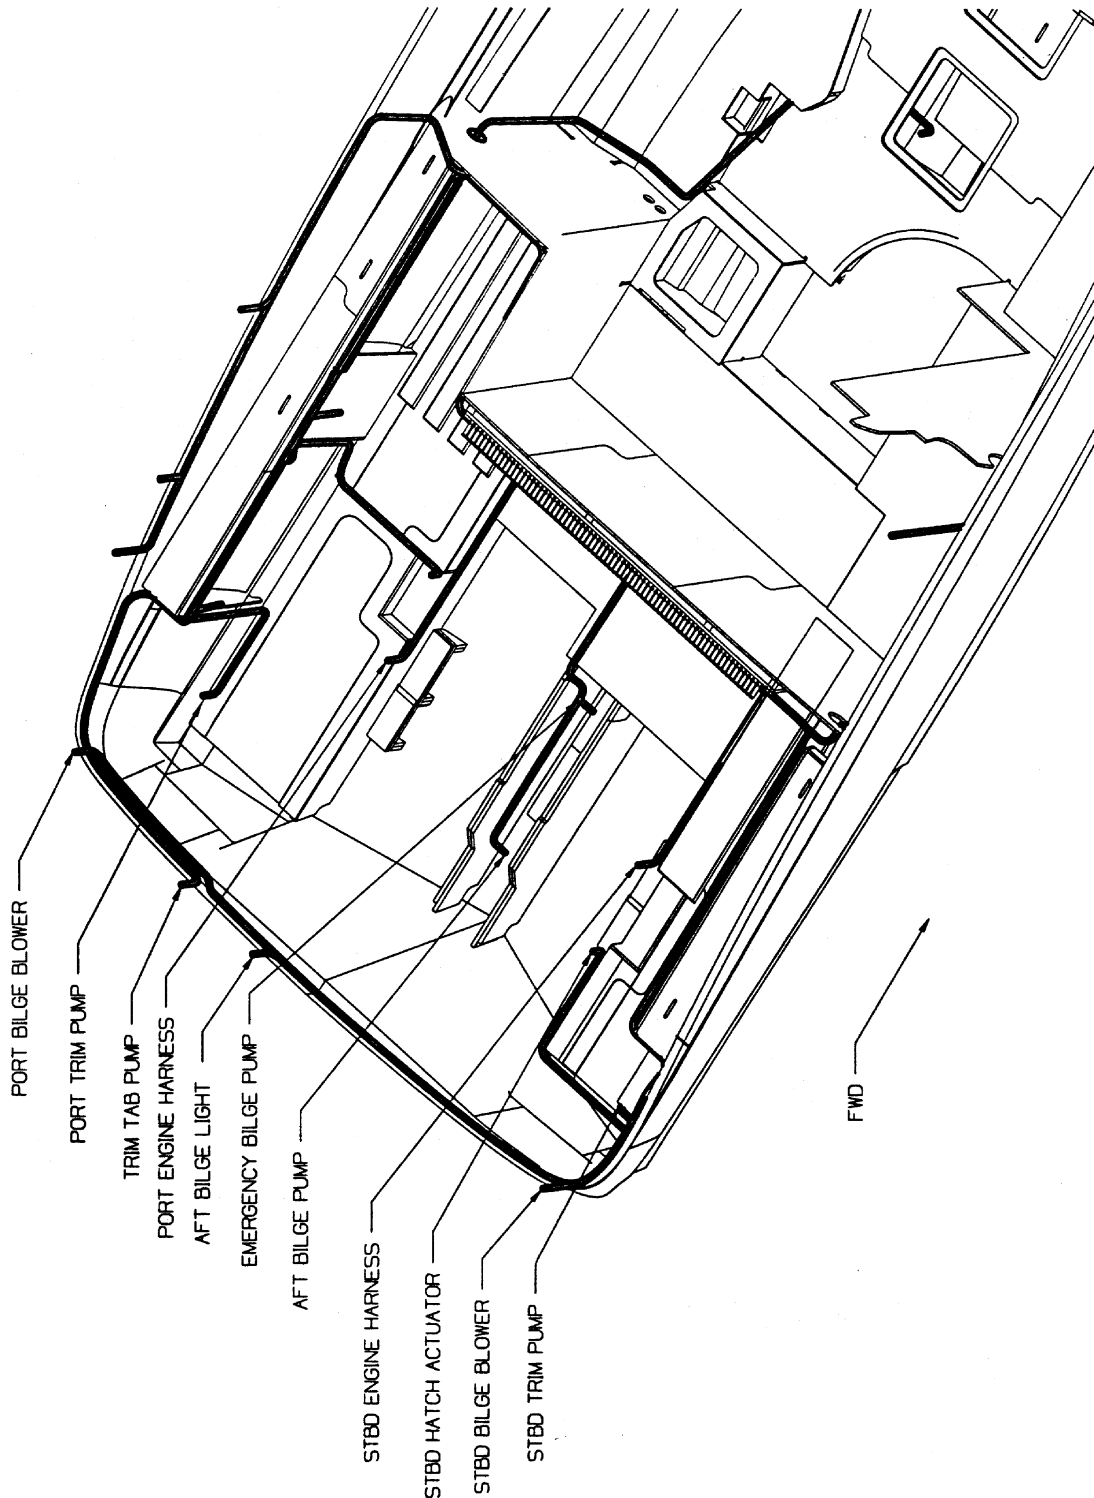 PORT BILGE BLOWER
PORT TRIM PUMP
TRIM TAB PUMP
PORT ENGINE HARNESS
AFT BILGE LIGHT
EMERGENCY BILGE PUMP
AFT BILGE PUMP
STBD ENGINE HARNESS
STBD HATCH ACTUATOR
STBD BILGE BLOWER
STBD TRIM PUMP
FWD